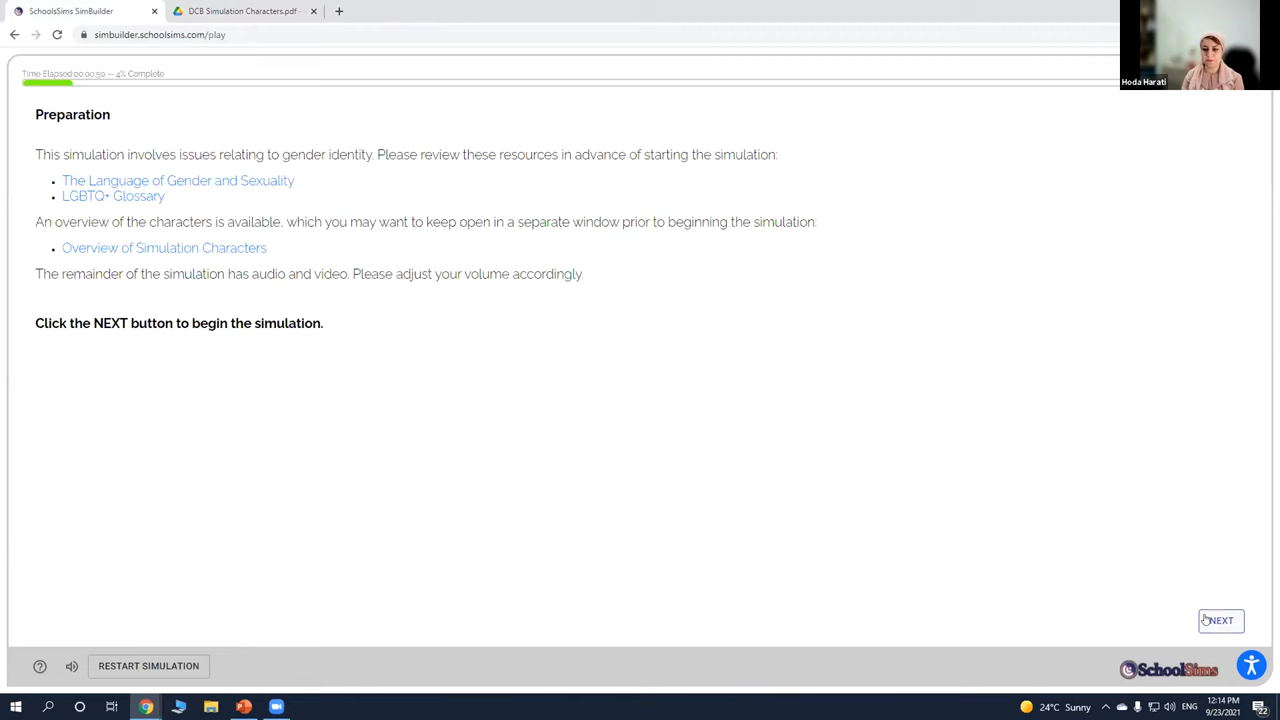 SchoolsSims SimBuilder
DCB Simulation Characters.pdf -
simbuilder.schoolsims.com/play
Hoda Harati
Time Elapsed:00:00:50 -- 4% Complete
Preparation
This simulation involves issues relating to gender identity. Please review these resources in advance of starting the simulation:
• The Language of Gender and Sexuality
• LGBTQ+ Glossary
An overview of the characters is available, which you may want to keep open in a separate window prior to beginning the simulation:
• Overview of Simulation Characters
The remainder of the simulation has audio and video. Please adjust your volume accordingly.
Click the NEXT button to begin the simulation.
NEXT
RESTART SIMULATION
SchoolSims
24°C Sunny
ENG
12:14 PM
9/23/2021
22